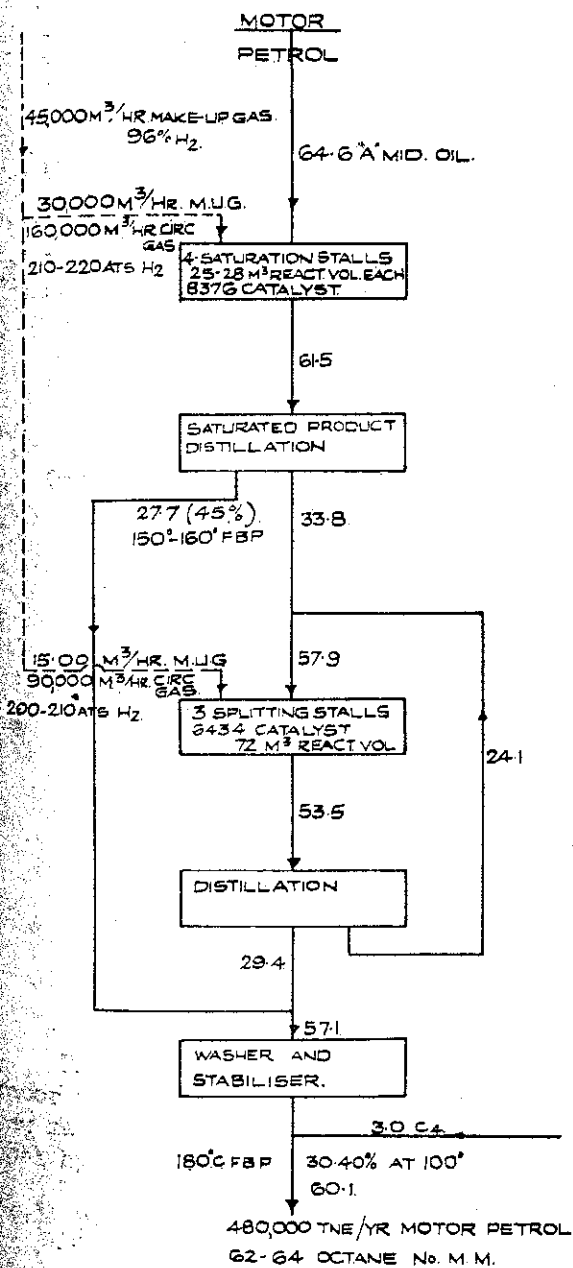 MOTOR
PETROL
45,000 M³/HR. MAKE-UP GAS.
96% H₂.
64·6 "A" MID. OIL.
30,000 M³/HR. M.U.G.
160,000 M³/HR CIRC
GAS
210-220 ATS H₂
4·SATURATION STALLS
25-28 M³ REACT VOL. EACH
8376 CATALYST.
61·5
SATURATED PRODUCT
DISTILLATION
27·7 (45%).
150°-160° FBP
33·8
15·00 M³/HR. M.U.G
90,000 M³/HR. CIRC
GAS.
200-210 ATS H₂.
57·9
3 SPLITTING STALLS
6434 CATALYST
72 M³ REACT VOL
24·1
53·5
DISTILLATION
29·4
57·1
WASHER AND
STABILISER.
3·0 C₄
180°C FBP
30·40% AT 100°
60·1
480,000 TNE/YR MOTOR PETROL
62-64 OCTANE No. M.M.